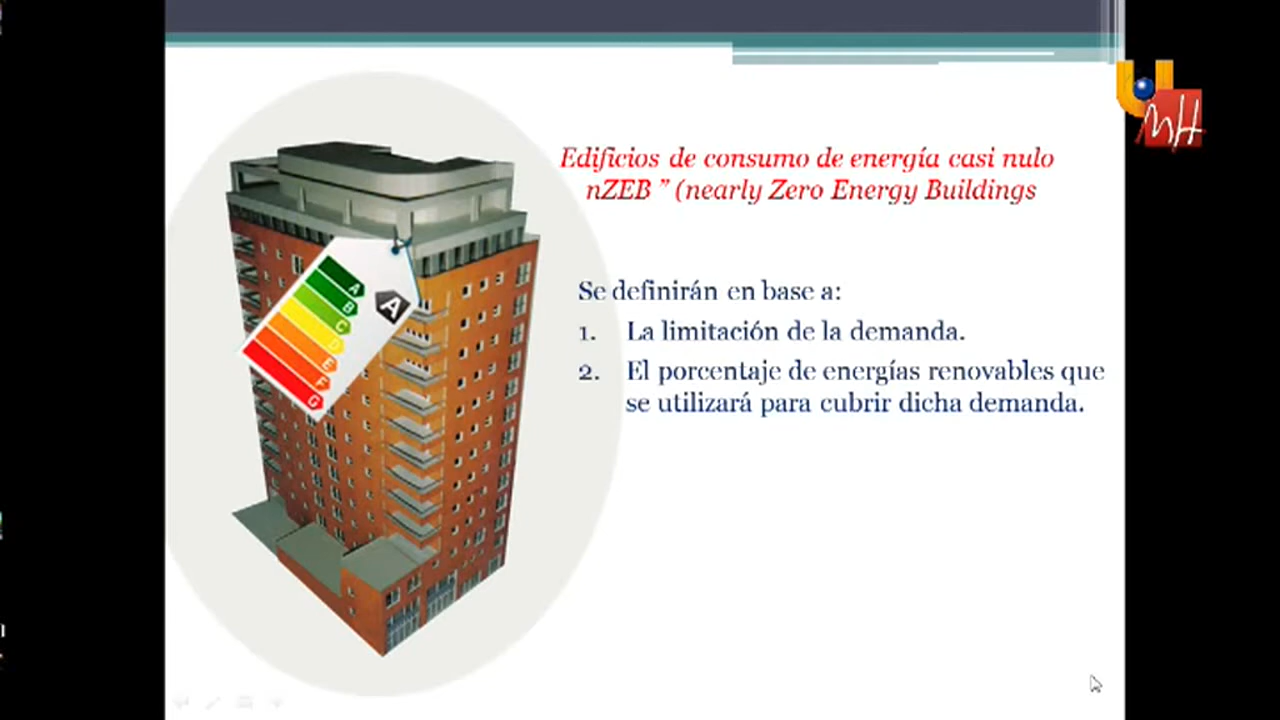 Edificios de consumo de energía casi nulo
nZEB ” (nearly Zero Energy Buildings
Se definirán en base a:
1. La limitación de la demanda.
2. El porcentaje de energías renovables que
se utilizará para cubrir dicha demanda.
A
A
B
C
D
E
F
G
UMH